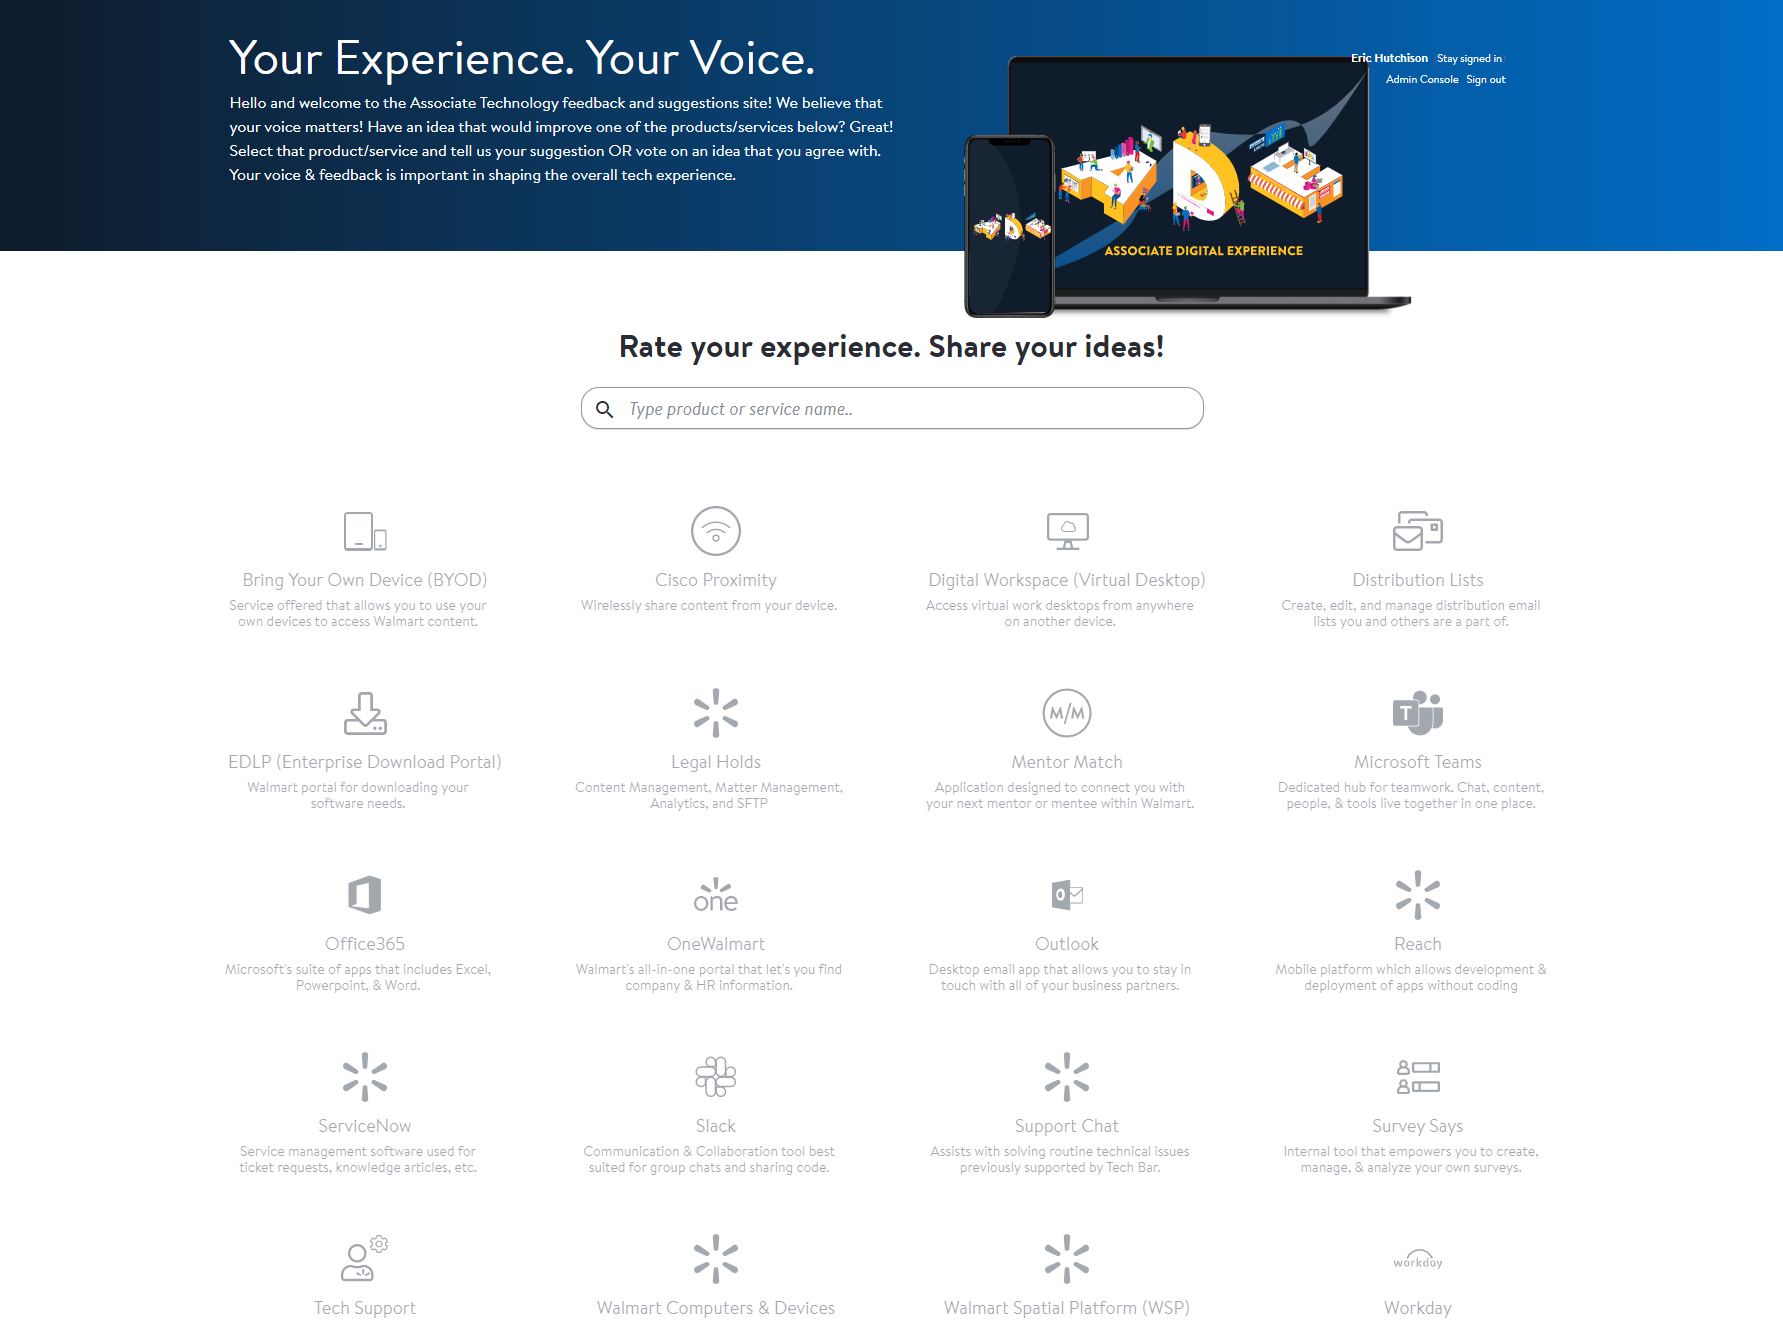 Your Experience. Your Voice.
Eric Hutchison Stay signed in
Admin Console Sign out
Hello and welcome to the Associate Technology feedback and suggestions site! We believe that
your voice matters! Have an idea that would improve one of the products/services below? Great!
Select that product/service and tell us your suggestion OR vote on an idea that you agree with.
Your voice & feedback is important in shaping the overall tech experience.
ASSOCIATE DIGITAL EXPERIENCE
Rate your experience. Share your ideas!
Type product or service name..
Bring Your Own Device (BYOD)
Service offered that allows you to use your
own devices to access Walmart content.
Cisco Proximity
Wirelessly share content from your device.
Digital Workspace (Virtual Desktop)
Access virtual work desktops from anywhere
on another device.
Distribution Lists
Create, edit, and manage distribution email
lists you and others are a part of.
EDLP (Enterprise Download Portal)
Walmart portal for downloading your
software needs.
Legal Holds
Content Management, Matter Management,
Analytics, and SFTP
M/M
Mentor Match
Application designed to connect you with
your next mentor or mentee within Walmart.
T
Microsoft Teams
Dedicated hub for teamwork. Chat, content,
people, & tools live together in one place.
Office365
Microsoft's suite of apps that includes Excel,
Powerpoint, & Word.
one
OneWalmart
Walmart's all-in-one portal that let's you find
company & HR information.
O
Outlook
Desktop email app that allows you to stay in
touch with all of your business partners.
Reach
Mobile platform which allows development &
deployment of apps without coding
ServiceNow
Service management software used for
ticket requests, knowledge articles, etc.
Slack
Communication & Collaboration tool best
suited for group chats and sharing code.
Support Chat
Assists with solving routine technical issues
previously supported by Tech Bar.
Survey Says
Internal tool that empowers you to create,
manage, & analyze your own surveys.
Tech Support
Walmart Computers & Devices
Walmart Spatial Platform (WSP)
workday
Workday